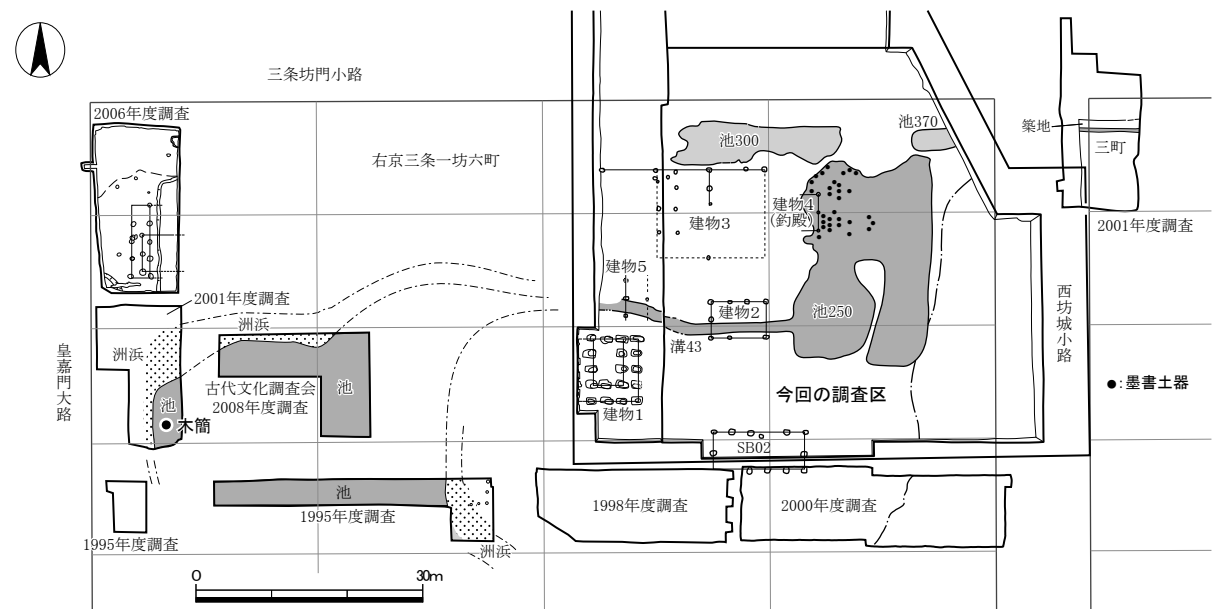 三条坊門小路
2006年度調査
右京三条一坊六町
池300
池370
築地
三町
2001年度調査
建物4
(釣殿)
建物3
建物5
2001年度調査
洲浜
洲浜
建物2
池250
溝43
西坊城小路
皇嘉門大路
古代文化調査会
2008年度調査
池
池
木簡
建物1
今回の調査区
●:墨書土器
SB02
池
1995年度調査
1995年度調査
洲浜
1998年度調査
2000年度調査
0 30m